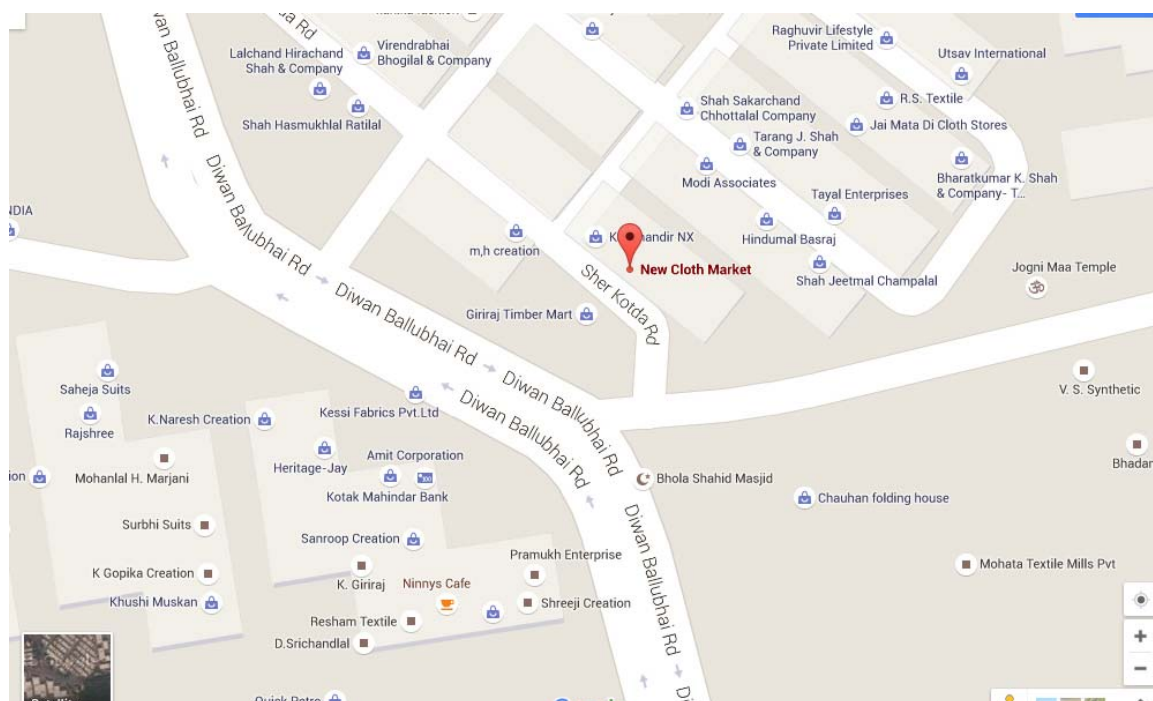 Raghuvir Lifestyle
Private Limited
Virendrabhai
Bhogilal & Company
Lalchand Hirachand
Shah & Company
Utsav International
Shah Hasmukhlal Ratilal
Shah Sakarchand
Chhottalal Company
R.S. Textile
Jai Mata Di Cloth Stores
Tarang J. Shah
& Company
Modi Associates
Bharatkumar K. Shah
& Company- T...
Tayal Enterprises
Diwan Ballubhai Rd
Diwan Ballubhai Rd
NDIA
m,h creation
NX
Hindumal Basraj
New Cloth Market
Shah Jeetmal Champalal
Jogni Maa Temple
Sher Kotda Rd
Giriraj Timber Mart
Diwan Ballubhai Rd
Diwan Ballubhai Rd
Diwan Ballubhai Rd
Saheja Suits
V. S. Synthetic
Rajshree
K.Naresh Creation
Kessi Fabrics Pvt.Ltd
Heritage-Jay
Amit Corporation
Mohanlal H. Marjani
Kotak Mahindar Bank
Bhola Shahid Masjid
Bhadar
ion
Chauhan folding house
Surbhi Suits
Sanroop Creation
Diwan Ballubhai Rd
Pramukh Enterprise
Mohata Textile Mills Pvt
K Gopika Creation
K. Giriraj
Ninnys Cafe
Khushi Muskan
Shreeji Creation
Resham Textile
D.Srichandlal